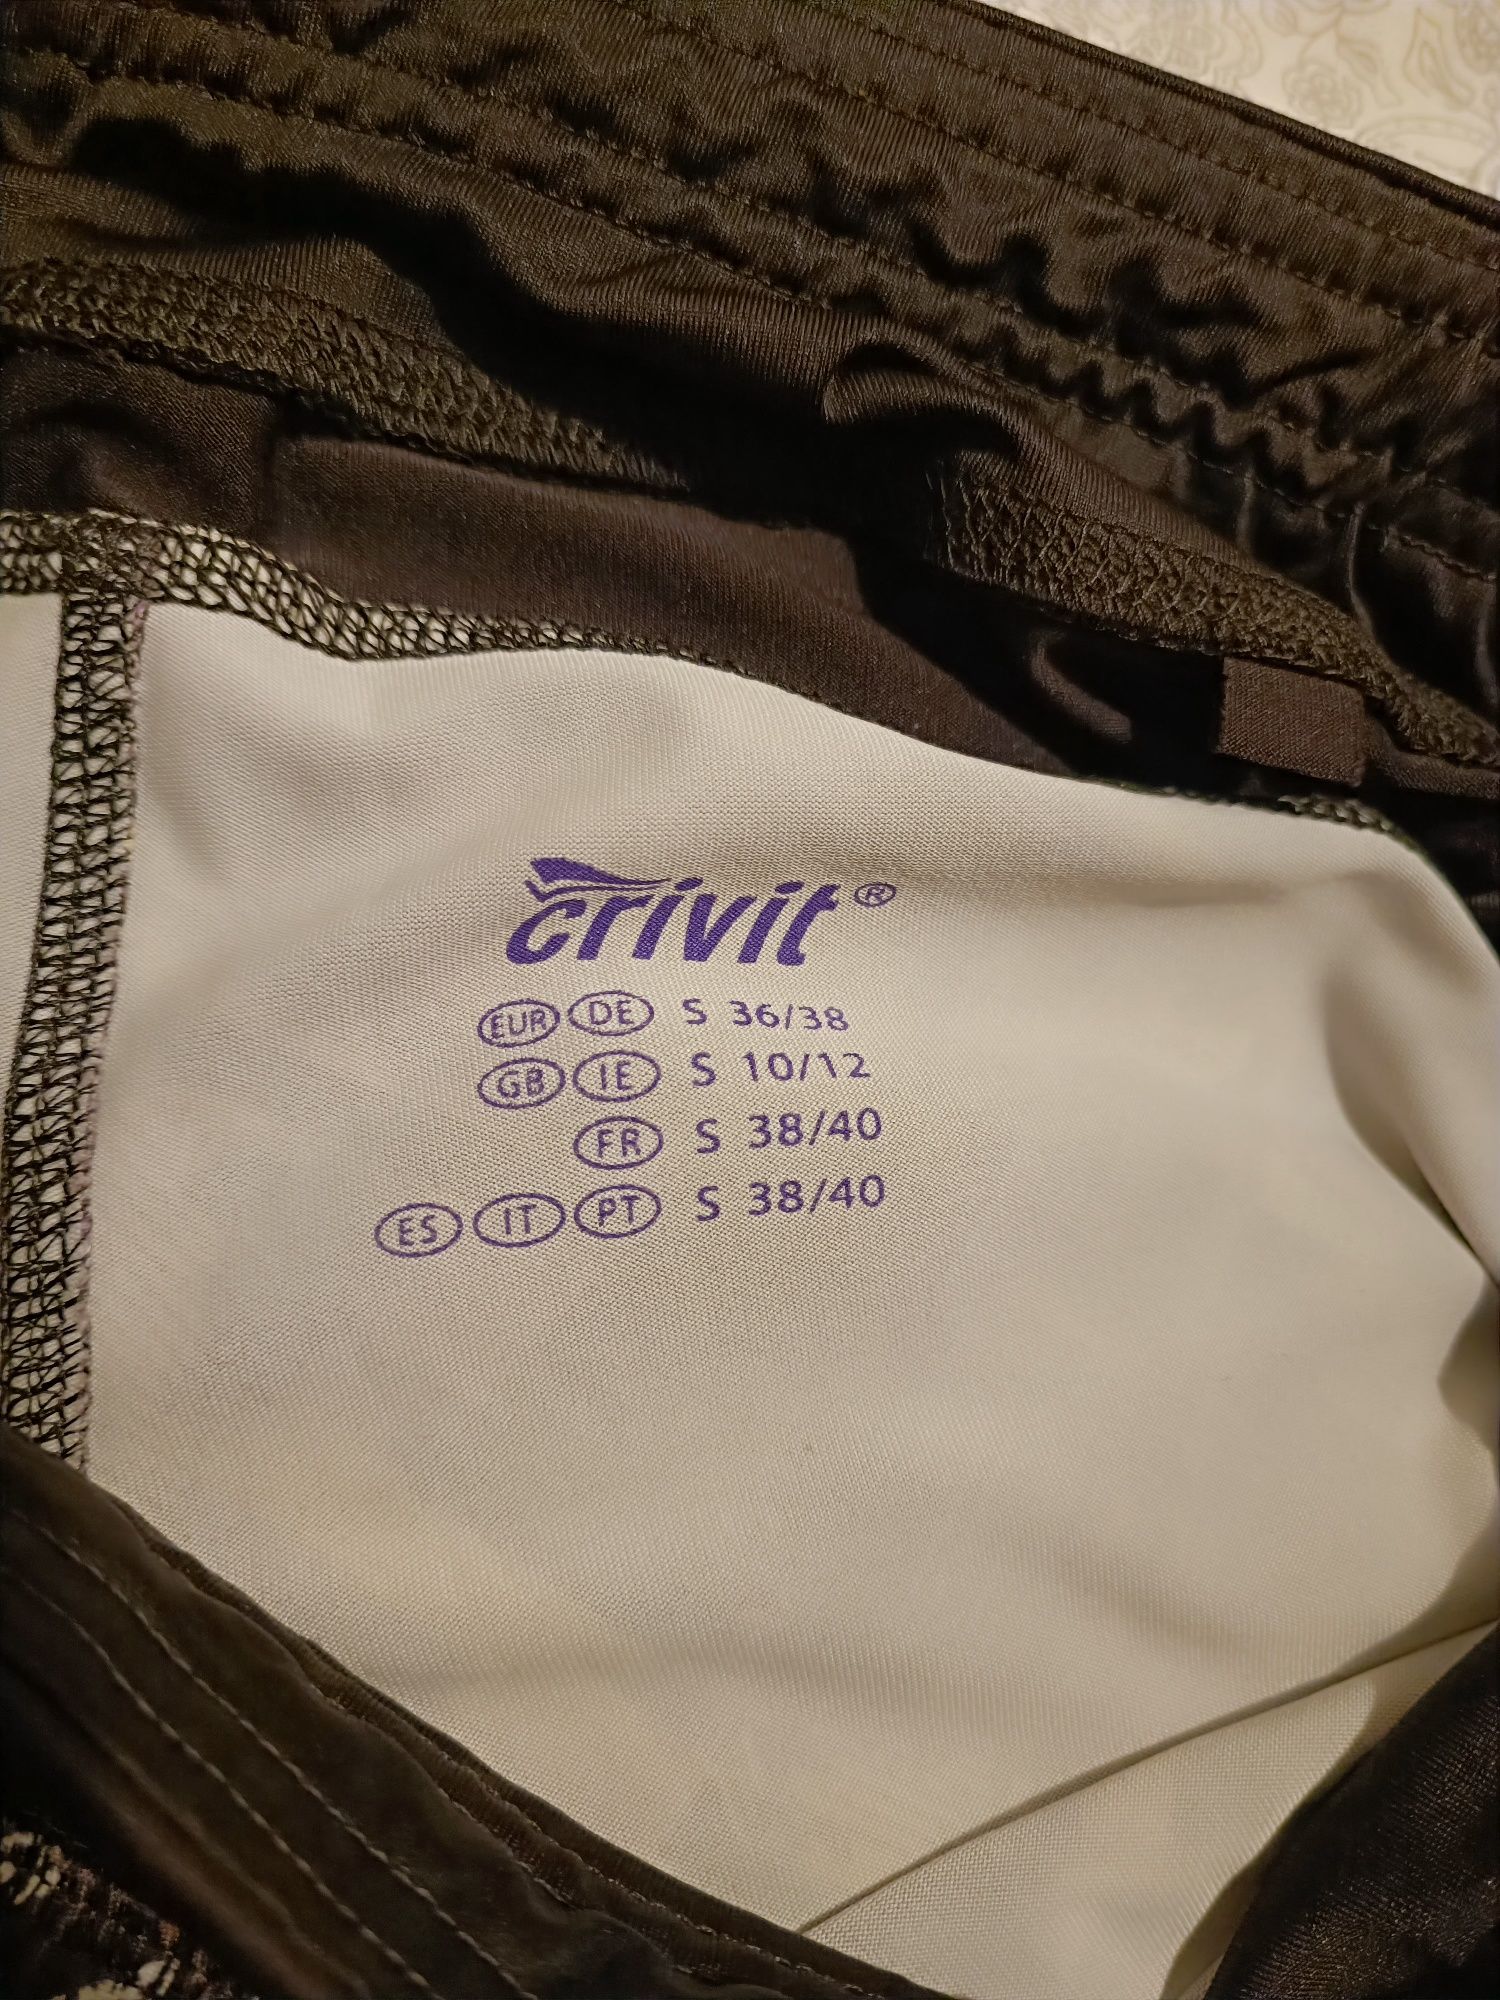 crivit®
EUR DE S 36/38
GB IE S 10/12
FR S 38/40
ES IT PT S 38/40